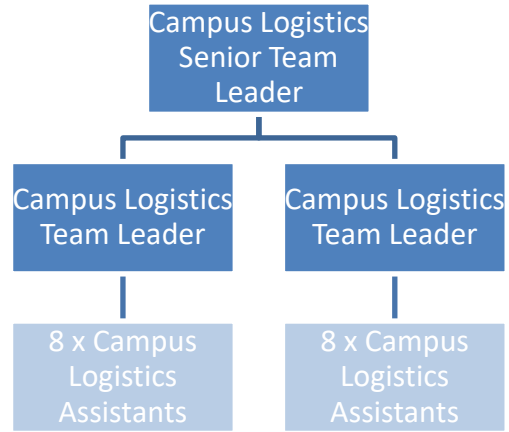 Campus Logistics
Senior Team
Leader
Campus Logistics
Team Leader
Campus Logistics
Team Leader
8 x Campus
Logistics
Assistants
8 x Campus
Logistics
Assistants